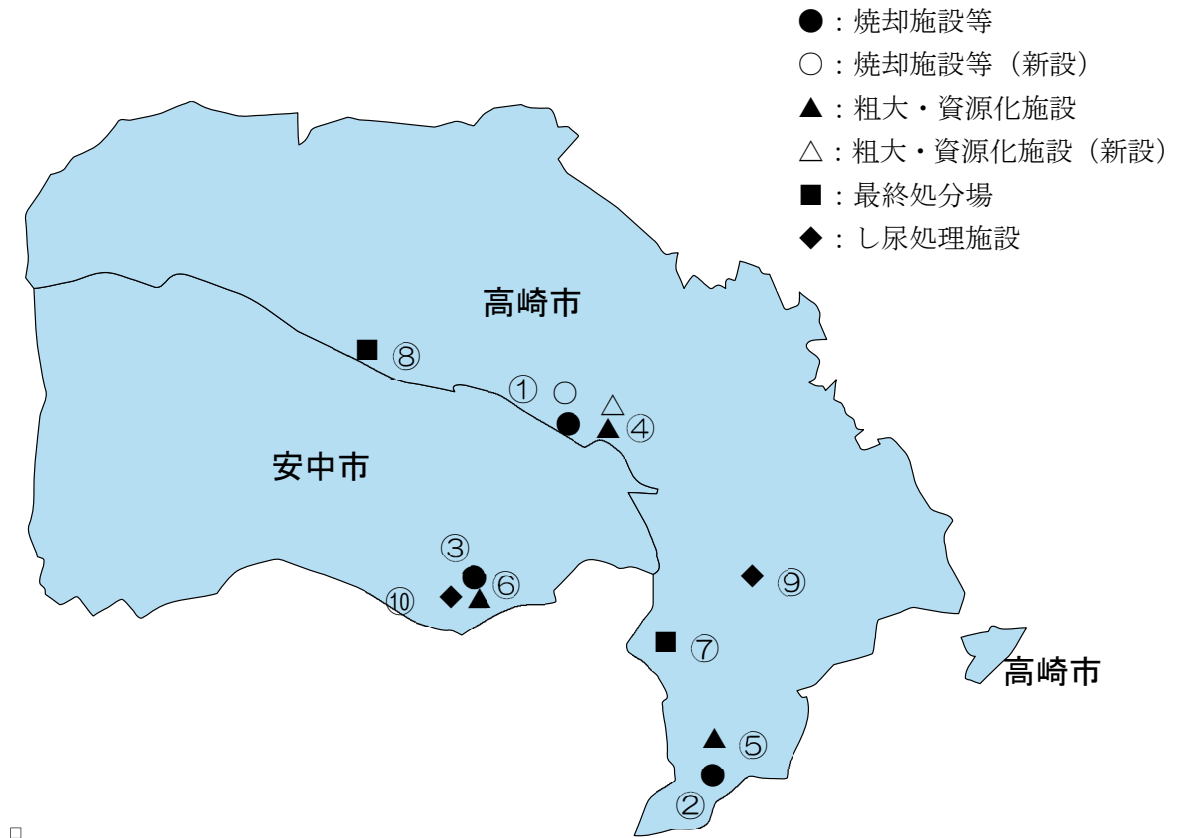 ●：焼却施設等
○：焼却施設等（新設）
▲：粗大・資源化施設
△：粗大・資源化施設（新設）
■：最終処分場
◆：し尿処理施設
高崎市
⑧
①
④
安中市
③
⑥
⑩
⑨
⑦
高崎市
⑤
②